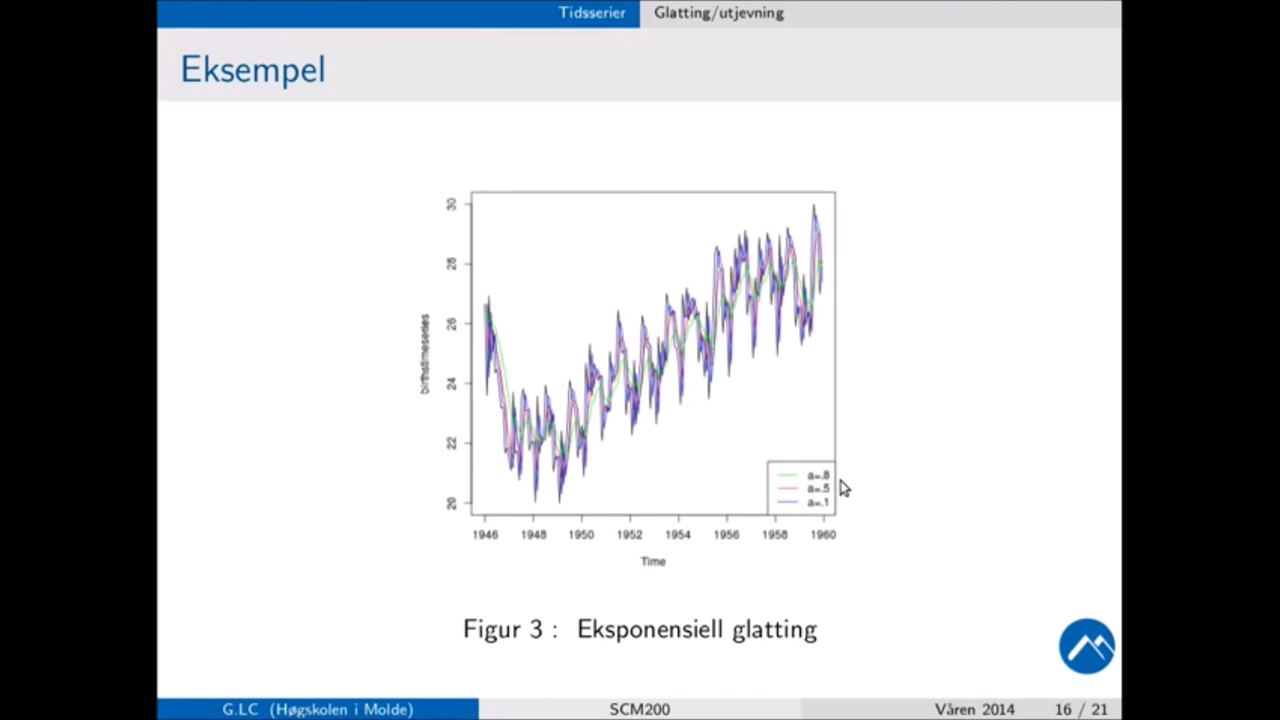 Tidsserier Glatting/utjevning
Eksempel
30
28
26
24
22
20
birthstimeseries
a=.8
a=.5
a=.1
1946 1948 1950 1952 1954 1956 1958 1960
Time
Figur 3 : Eksponensiell glatting
G.LC (Høgskolen i Molde) SCM200 Våren 2014 16 / 21